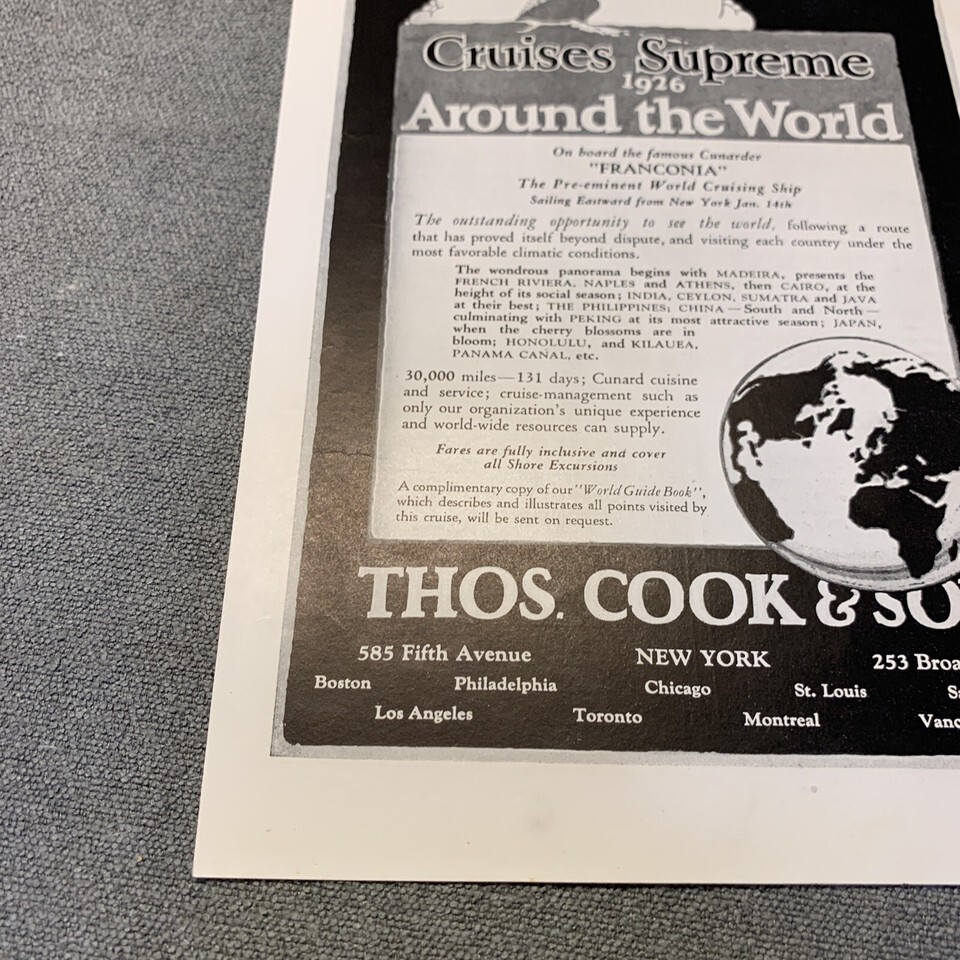 Cruises Supreme
1926
Around the World
On board the famous Cunarder
"FRANCONIA"
The Pre-eminent World Cruising Ship
Sailing Eastward from New York Jan. 14th
The outstanding opportunity to see the world, following a route
that has proved itself beyond dispute, and visiting each country under the
most favorable climatic conditions.
The wondrous panorama begins with MADEIRA, presents the
FRENCH RIVIERA, NAPLES and ATHENS, then CAIRO, at the
height of its social season; INDIA, CEYLON, SUMATRA and JAVA
at their best; THE PHILIPPINES; CHINA—South and North—
culminating with PEKING at its most attractive season; JAPAN,
when the cherry blossoms are in
bloom; HONOLULU, and KILAUEA,
PANAMA CANAL, etc.
30,000 miles—131 days; Cunard cuisine
and service; cruise-management such as
only our organization's unique experience
and world-wide resources can supply.
Fares are fully inclusive and cover
all Shore Excursions
A complimentary copy of our "World Guide Book",
which describes and illustrates all points visited by
this cruise, will be sent on request.
THOS. COOK & SO
585 Fifth Avenue NEW YORK 253 Broa
Boston Philadelphia Chicago St. Louis Sa
Los Angeles Toronto Montreal Vanc